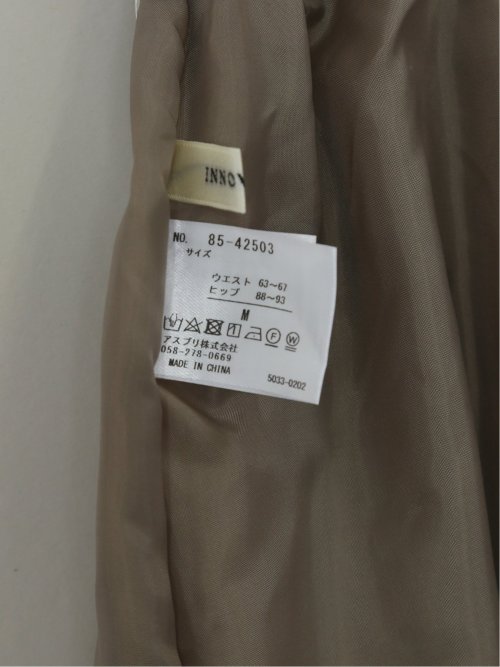 INNO
NO. 85-42503
サイズ
ウエスト 63〜67
ヒップ 88〜93
M
F W
アスプリ株式会社
058-278-0669
MADE IN CHINA
5033-0202